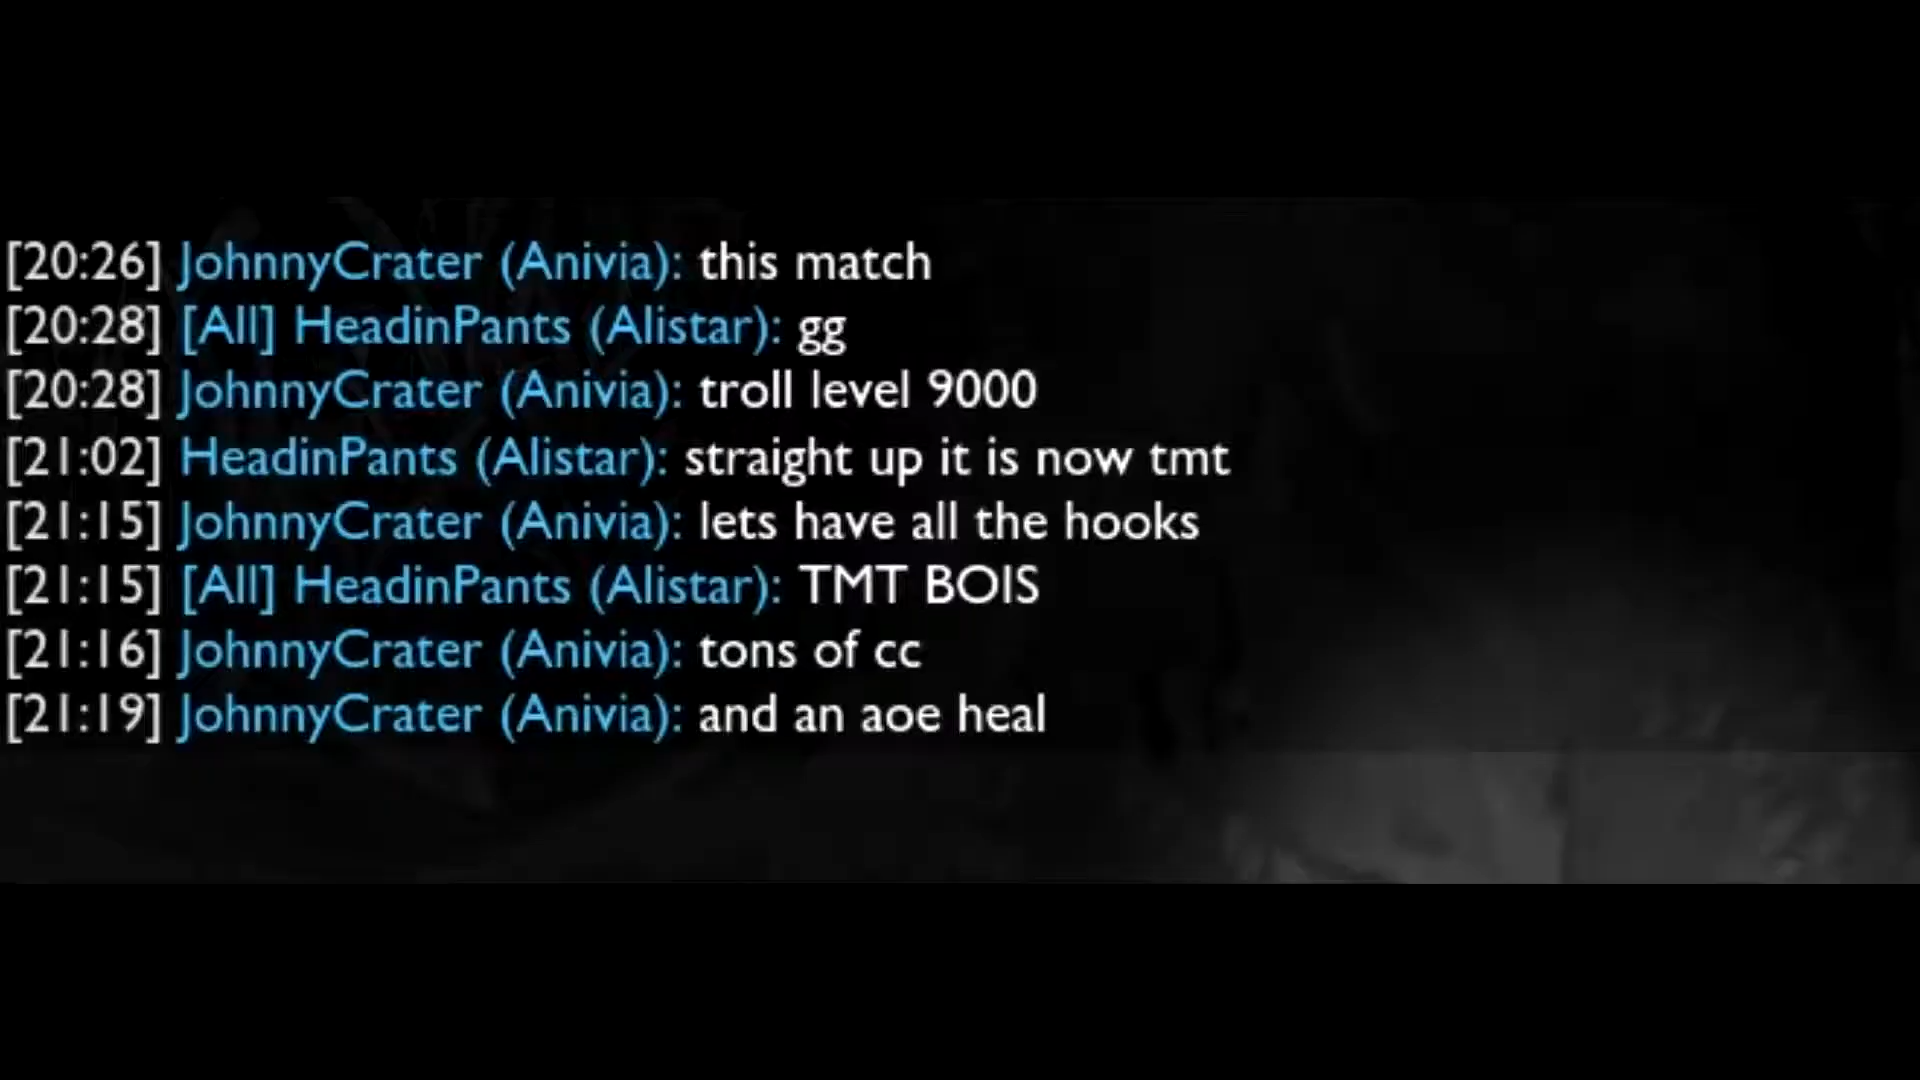 [20:26] JohnnyCrater (Anivia): this match
[20:28] [All] HeadinPants (Alistar): gg
[20:28] JohnnyCrater (Anivia): troll level 9000
[21:02] HeadinPants (Alistar): straight up it is now tmt
[21:15] JohnnyCrater (Anivia): lets have all the hooks
[21:15] [All] HeadinPants (Alistar): TMT BOIS
[21:16] JohnnyCrater (Anivia): tons of cc
[21:19] JohnnyCrater (Anivia): and an aoe heal